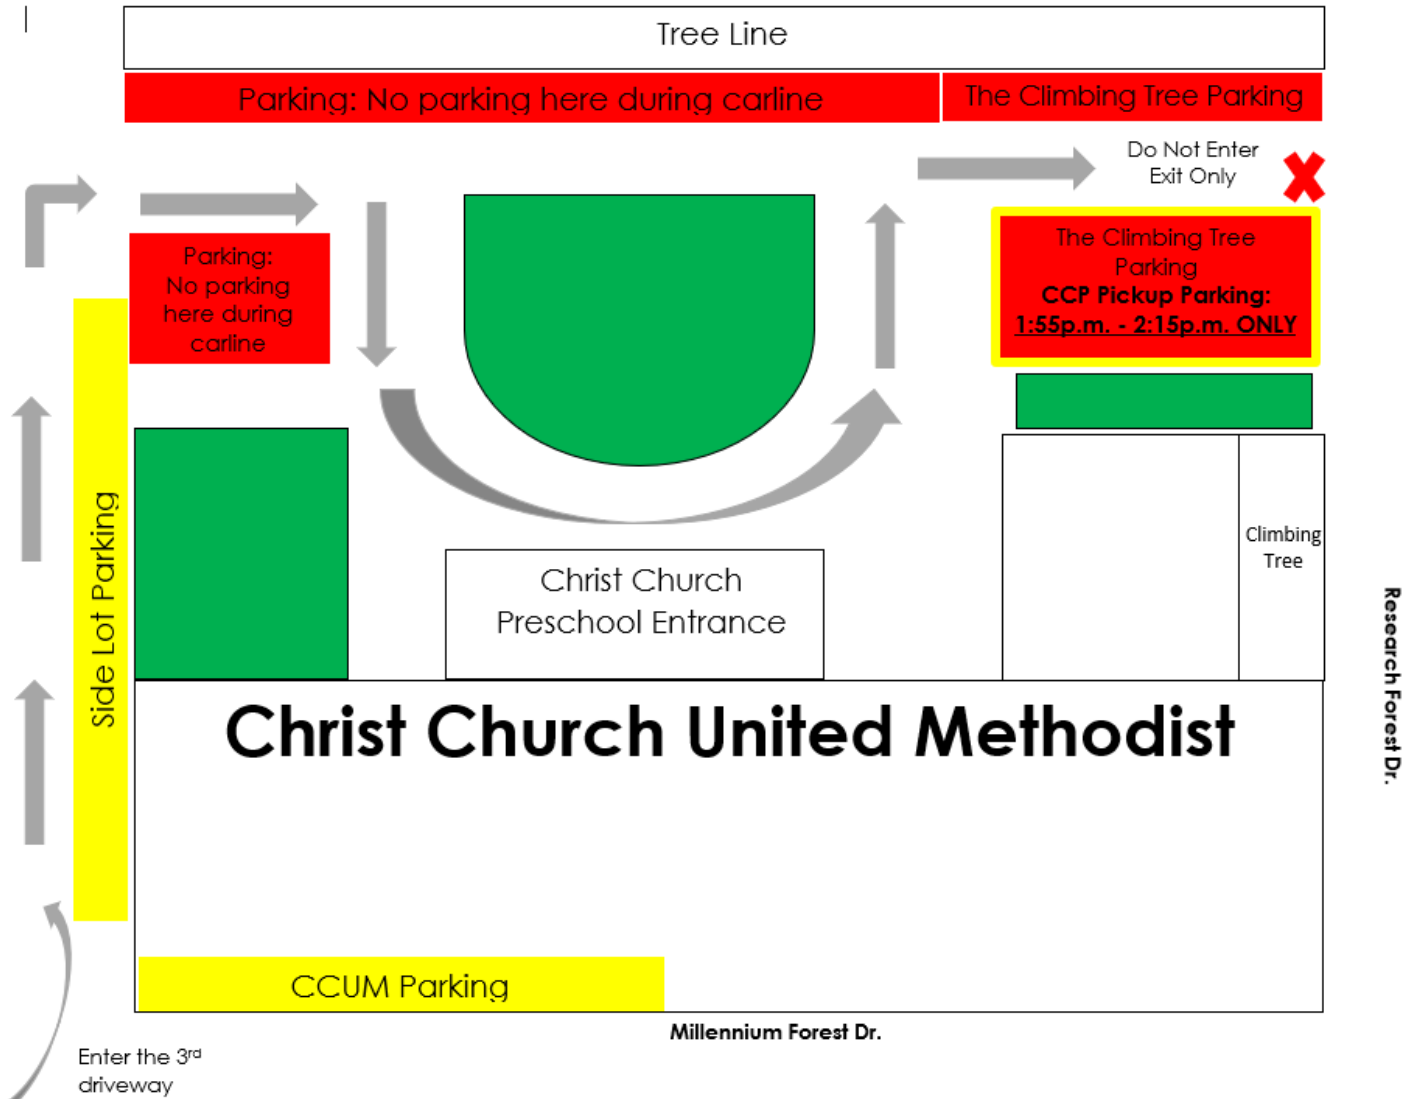 Tree Line
Parking: No parking here during carline
The Climbing Tree Parking
Do Not Enter
Exit Only
Parking:
No parking
here during
carline
The Climbing Tree
Parking
CCP Pickup Parking:
1:55p.m. - 2:15p.m. ONLY
Side Lot Parking
Climbing
Tree
Christ Church
Preschool Entrance
Research Forest Dr.
Christ Church United Methodist
CCUM Parking
Millennium Forest Dr.
Enter the 3rd
driveway